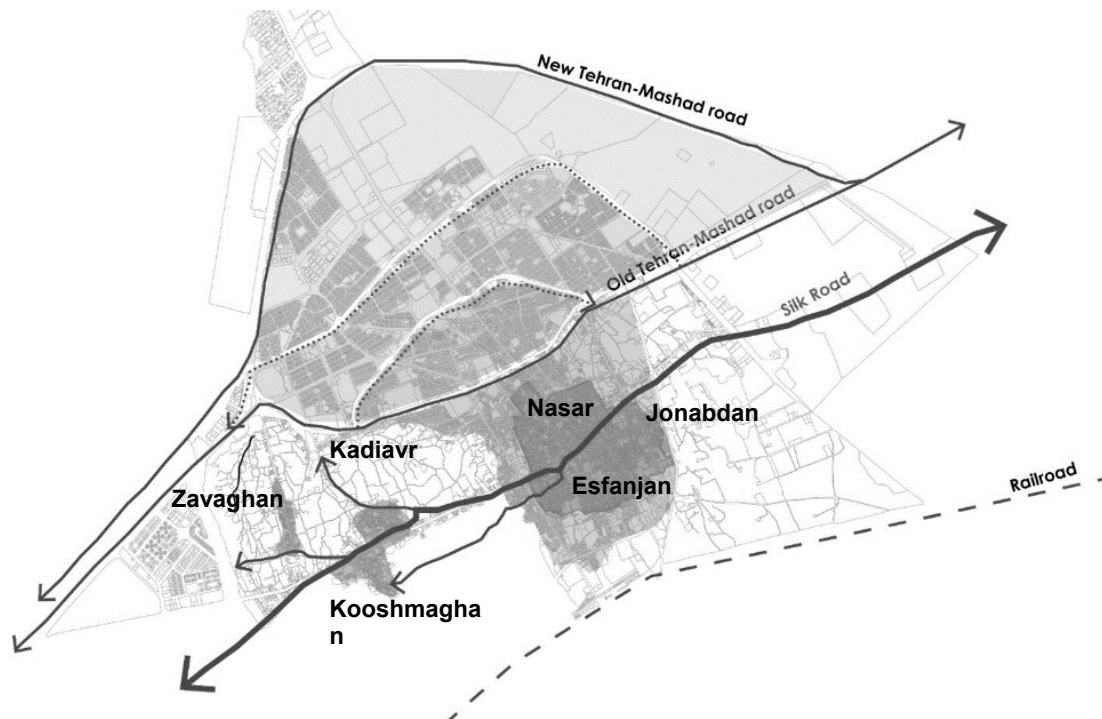 New Tehran-Mashad road
Old Tehran-Mashad road
Silk Road
Nasar
Jonabdan
Kadiavr
Zavaghan
Esfanjan
Railroad
Kooshmagha
n